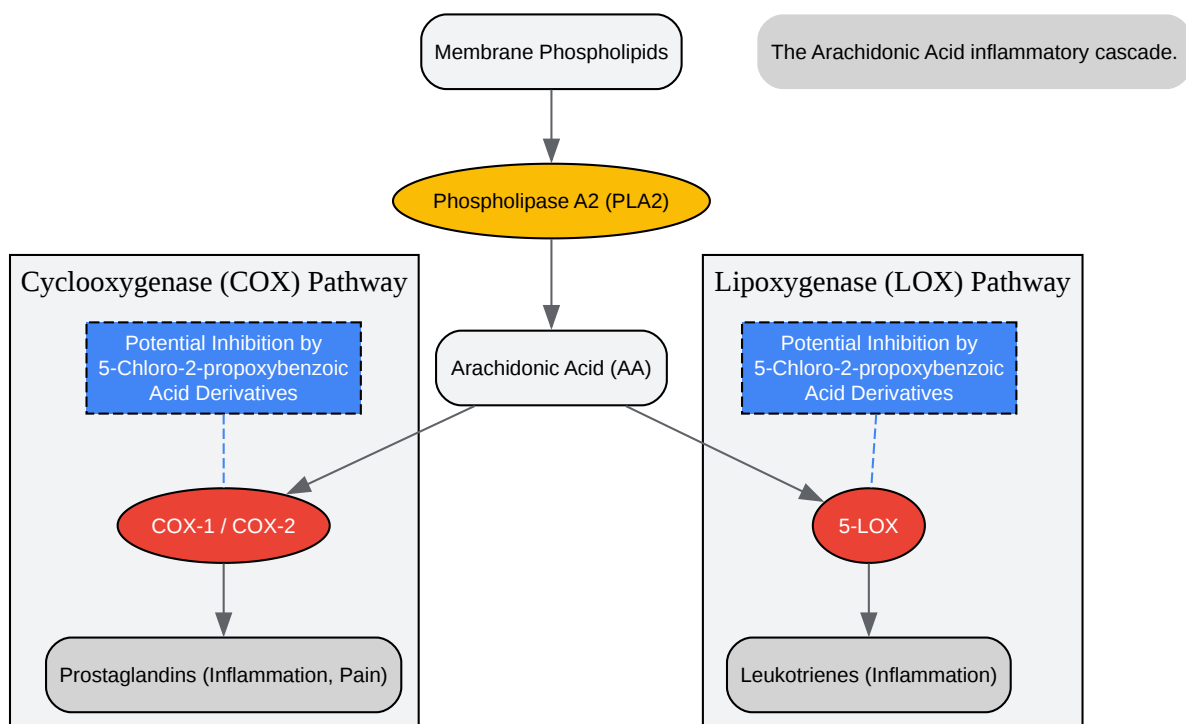 Membrane Phospholipids
The Arachidonic Acid inflammatory cascade.
Phospholipase A2 (PLA2)
Cyclooxygenase (COX) Pathway
Potential Inhibition by
5-Chloro-2-propoxybenzoic
Acid Derivatives
Arachidonic Acid (AA)
Lipoxygenase (LOX) Pathway
Potential Inhibition by
5-Chloro-2-propoxybenzoic
Acid Derivatives
COX-1 / COX-2
5-LOX
Prostaglandins (Inflammation, Pain)
Leukotrienes (Inflammation)